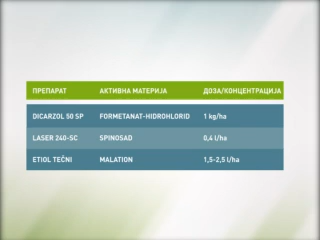 ПРЕПАРАТ АКТИВНА МАТЕРИЈА ДОЗА/КОНЦЕНТРАЦИЈА
DICARZOL 50 SP FORMETANAT-HIDROHLORID 1 kg/ha
LASER 240-SC SPINOSAD 0,4 l/ha
ETIOL TEČNI MALATION 1,5-2,5 l/ha